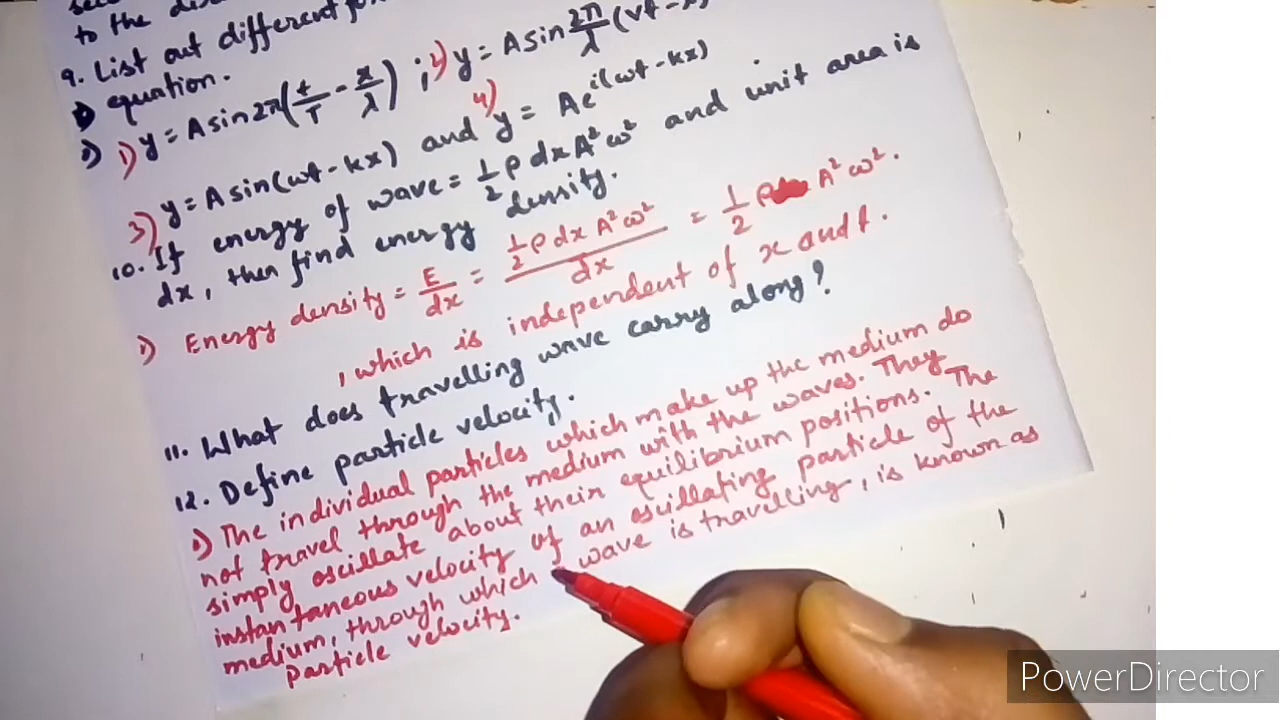 to the
9. List out different
equation.
1) y = A sin 2π(t/T - x/λ) ; 2) y = A sin 2π/λ (vt - x)
3) y = A sin(ωt - kx) and 4) y = Ae^i(ωt - kx)
10. If energy of wave = 1/2 ρ dx A² ω² and unit area is
dx, then find energy density.
Energy density = E/dx = 1/2 ρ dx A² ω² / dx = 1/2 ρ A² ω².
, which is independent of x and t.
11. What does travelling wave carry along?
12. Define particle velocity.
The individual particles which make up the medium do
not travel through the medium with the waves. They
simply oscillate about their equilibrium positions. The
instantaneous velocity of an oscillating particle of the
medium, through which wave is travelling, is known as
particle velocity.
PowerDirector